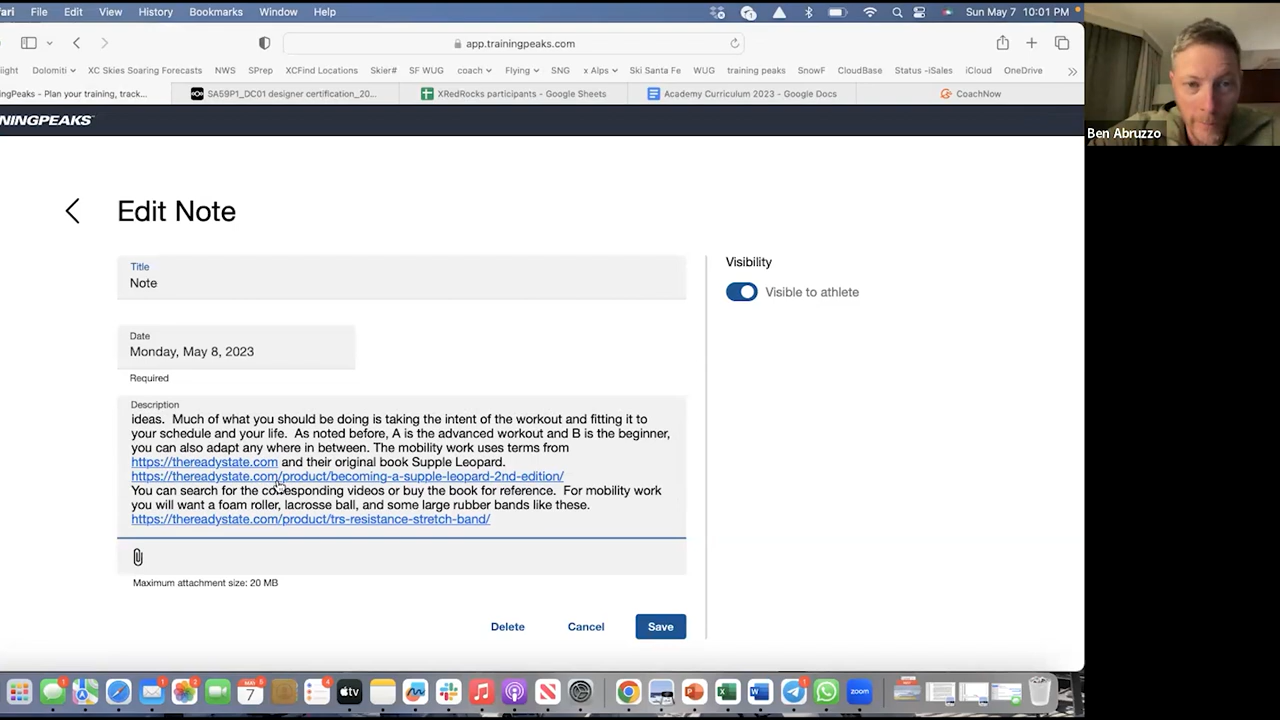 File Edit View History Bookmarks Window Help
Sun May 7 10:01 PM
app.trainingpeaks.com
Dolomiti XC Skies Soaring Forecasts NWS SPrep XCFind Locations Skier# SF WUG coach Flying SNG x Alps Ski Santa Fe WUG training peaks SnowF CloudBase Status -iSales iCloud OneDrive
Peaks - Plan your training, track... SA59P1_DC01 designer certification_20... XRedRocks participants - Google Sheets Academy Curriculum 2023 - Google Docs CoachNow
Ben Abruzzo
NINGPEAKS
Edit Note
Title
Note
Visibility
Visible to athlete
Date
Monday, May 8, 2023
Required
Description
ideas. Much of what you should be doing is taking the intent of the workout and fitting it to
your schedule and your life. As noted before, A is the advanced workout and B is the beginner,
you can also adapt any where in between. The mobility work uses terms from
https://thereadystate.com and their original book Supple Leopard.
https://thereadystate.com/product/becoming-a-supple-leopard-2nd-edition/
You can search for the corresponding videos or buy the book for reference. For mobility work
you will want a foam roller, lacrosse ball, and some large rubber bands like these.
https://thereadystate.com/product/trs-resistance-stretch-band/
Maximum attachment size: 20 MB
Delete Cancel Save
MAY
7
tv
zoom